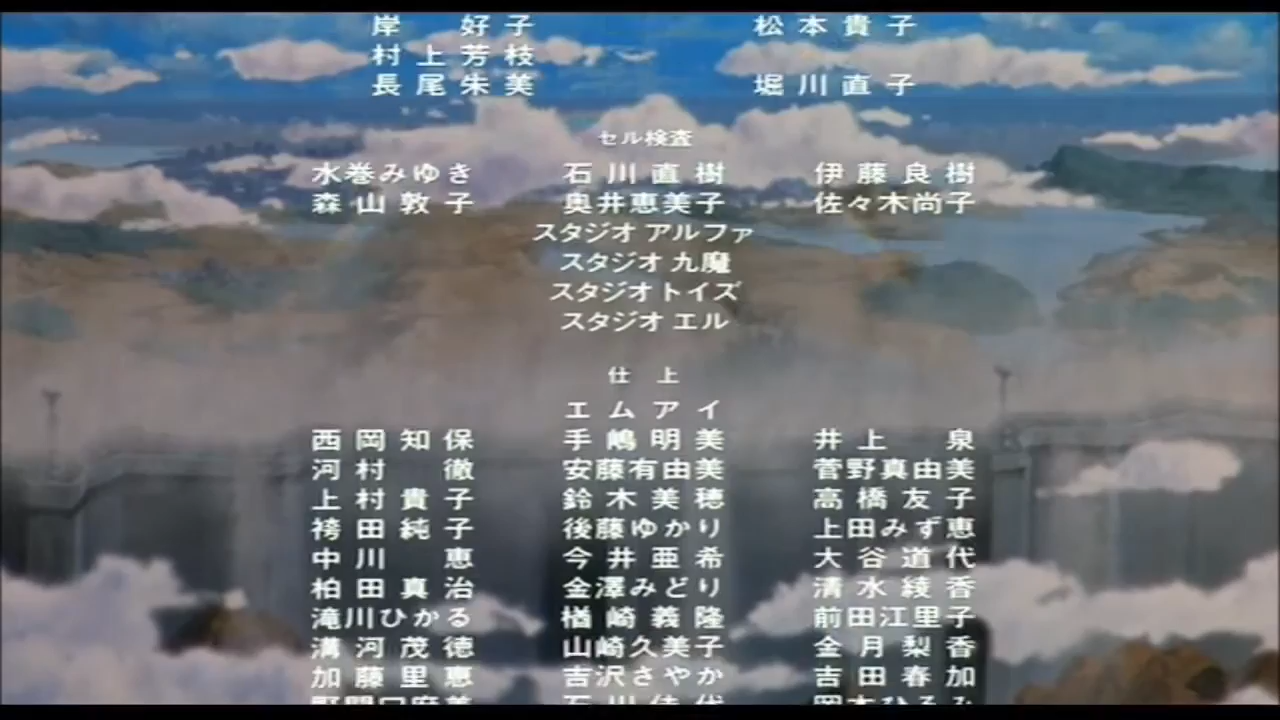 岸 好子 松本貴子
村上芳枝
長尾朱美 堀川直子
セル検査
水巻みゆき 石川直樹 伊藤良樹
森山敦子 奥井恵美子 佐々木尚子
スタジオ アルファ
スタジオ 九魔
スタジオ トイズ
スタジオ エル
仕上
エムアイ
西岡知保 手嶋明美 井上 泉
河村 徹 安藤有由美 菅野真由美
上村貴子 鈴木美穂 高橋友子
袴田純子 後藤ゆかり 上田みず恵
中川 恵 今井亜希 大谷道代
柏田真治 金澤みどり 清水綾香
滝川ひかる 楢崎義隆 前田江里子
溝河茂徳 山崎久美子 金月梨香
加藤里恵 吉沢さやか 吉田春加